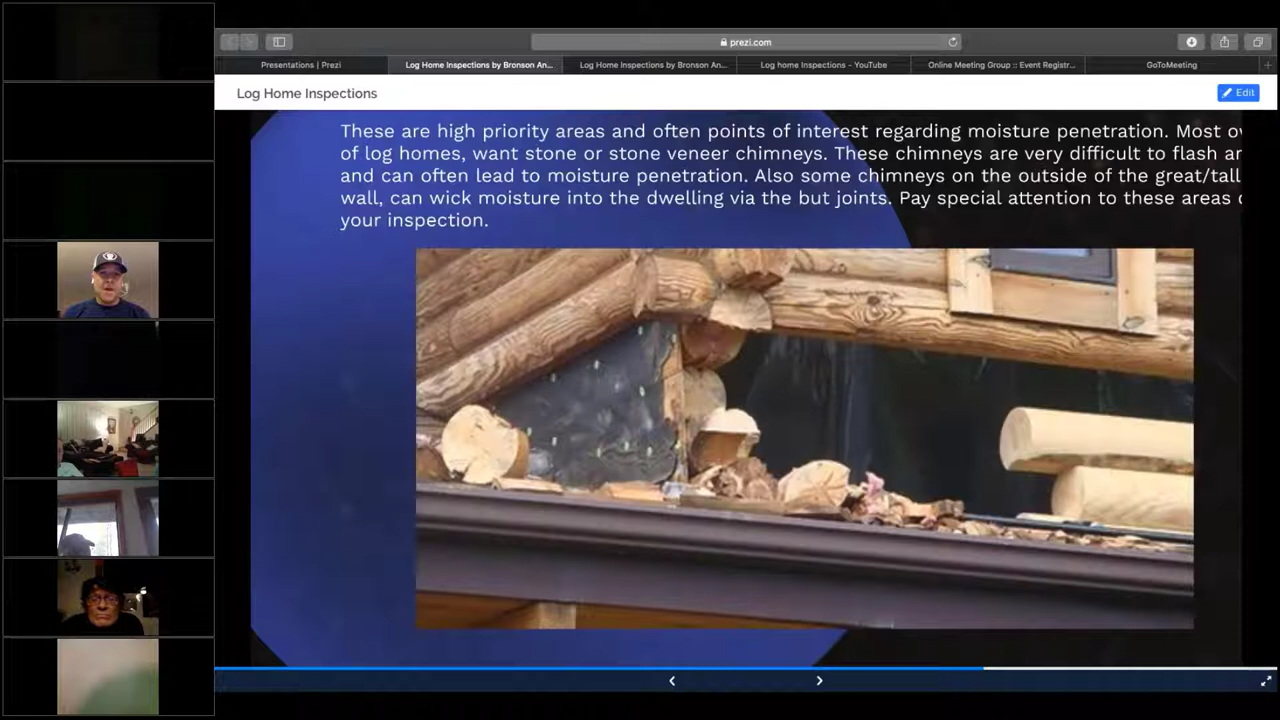 prezi.com
Presentations | Prezi
Log Home Inspections by Bronson An...
Log Home Inspections by Bronson An...
Log home Inspections - YouTube
Online Meeting Group :: Event Registr...
GoToMeeting
Log Home Inspections
Edit
These are high priority areas and often points of interest regarding moisture penetration. Most
of log homes, want stone or stone veneer chimneys. These chimneys are very difficult to flash
and can often lead to moisture penetration. Also some chimneys on the outside of the great/tall
wall, can wick moisture into the dwelling via the but joints. Pay special attention to these areas
your inspection.